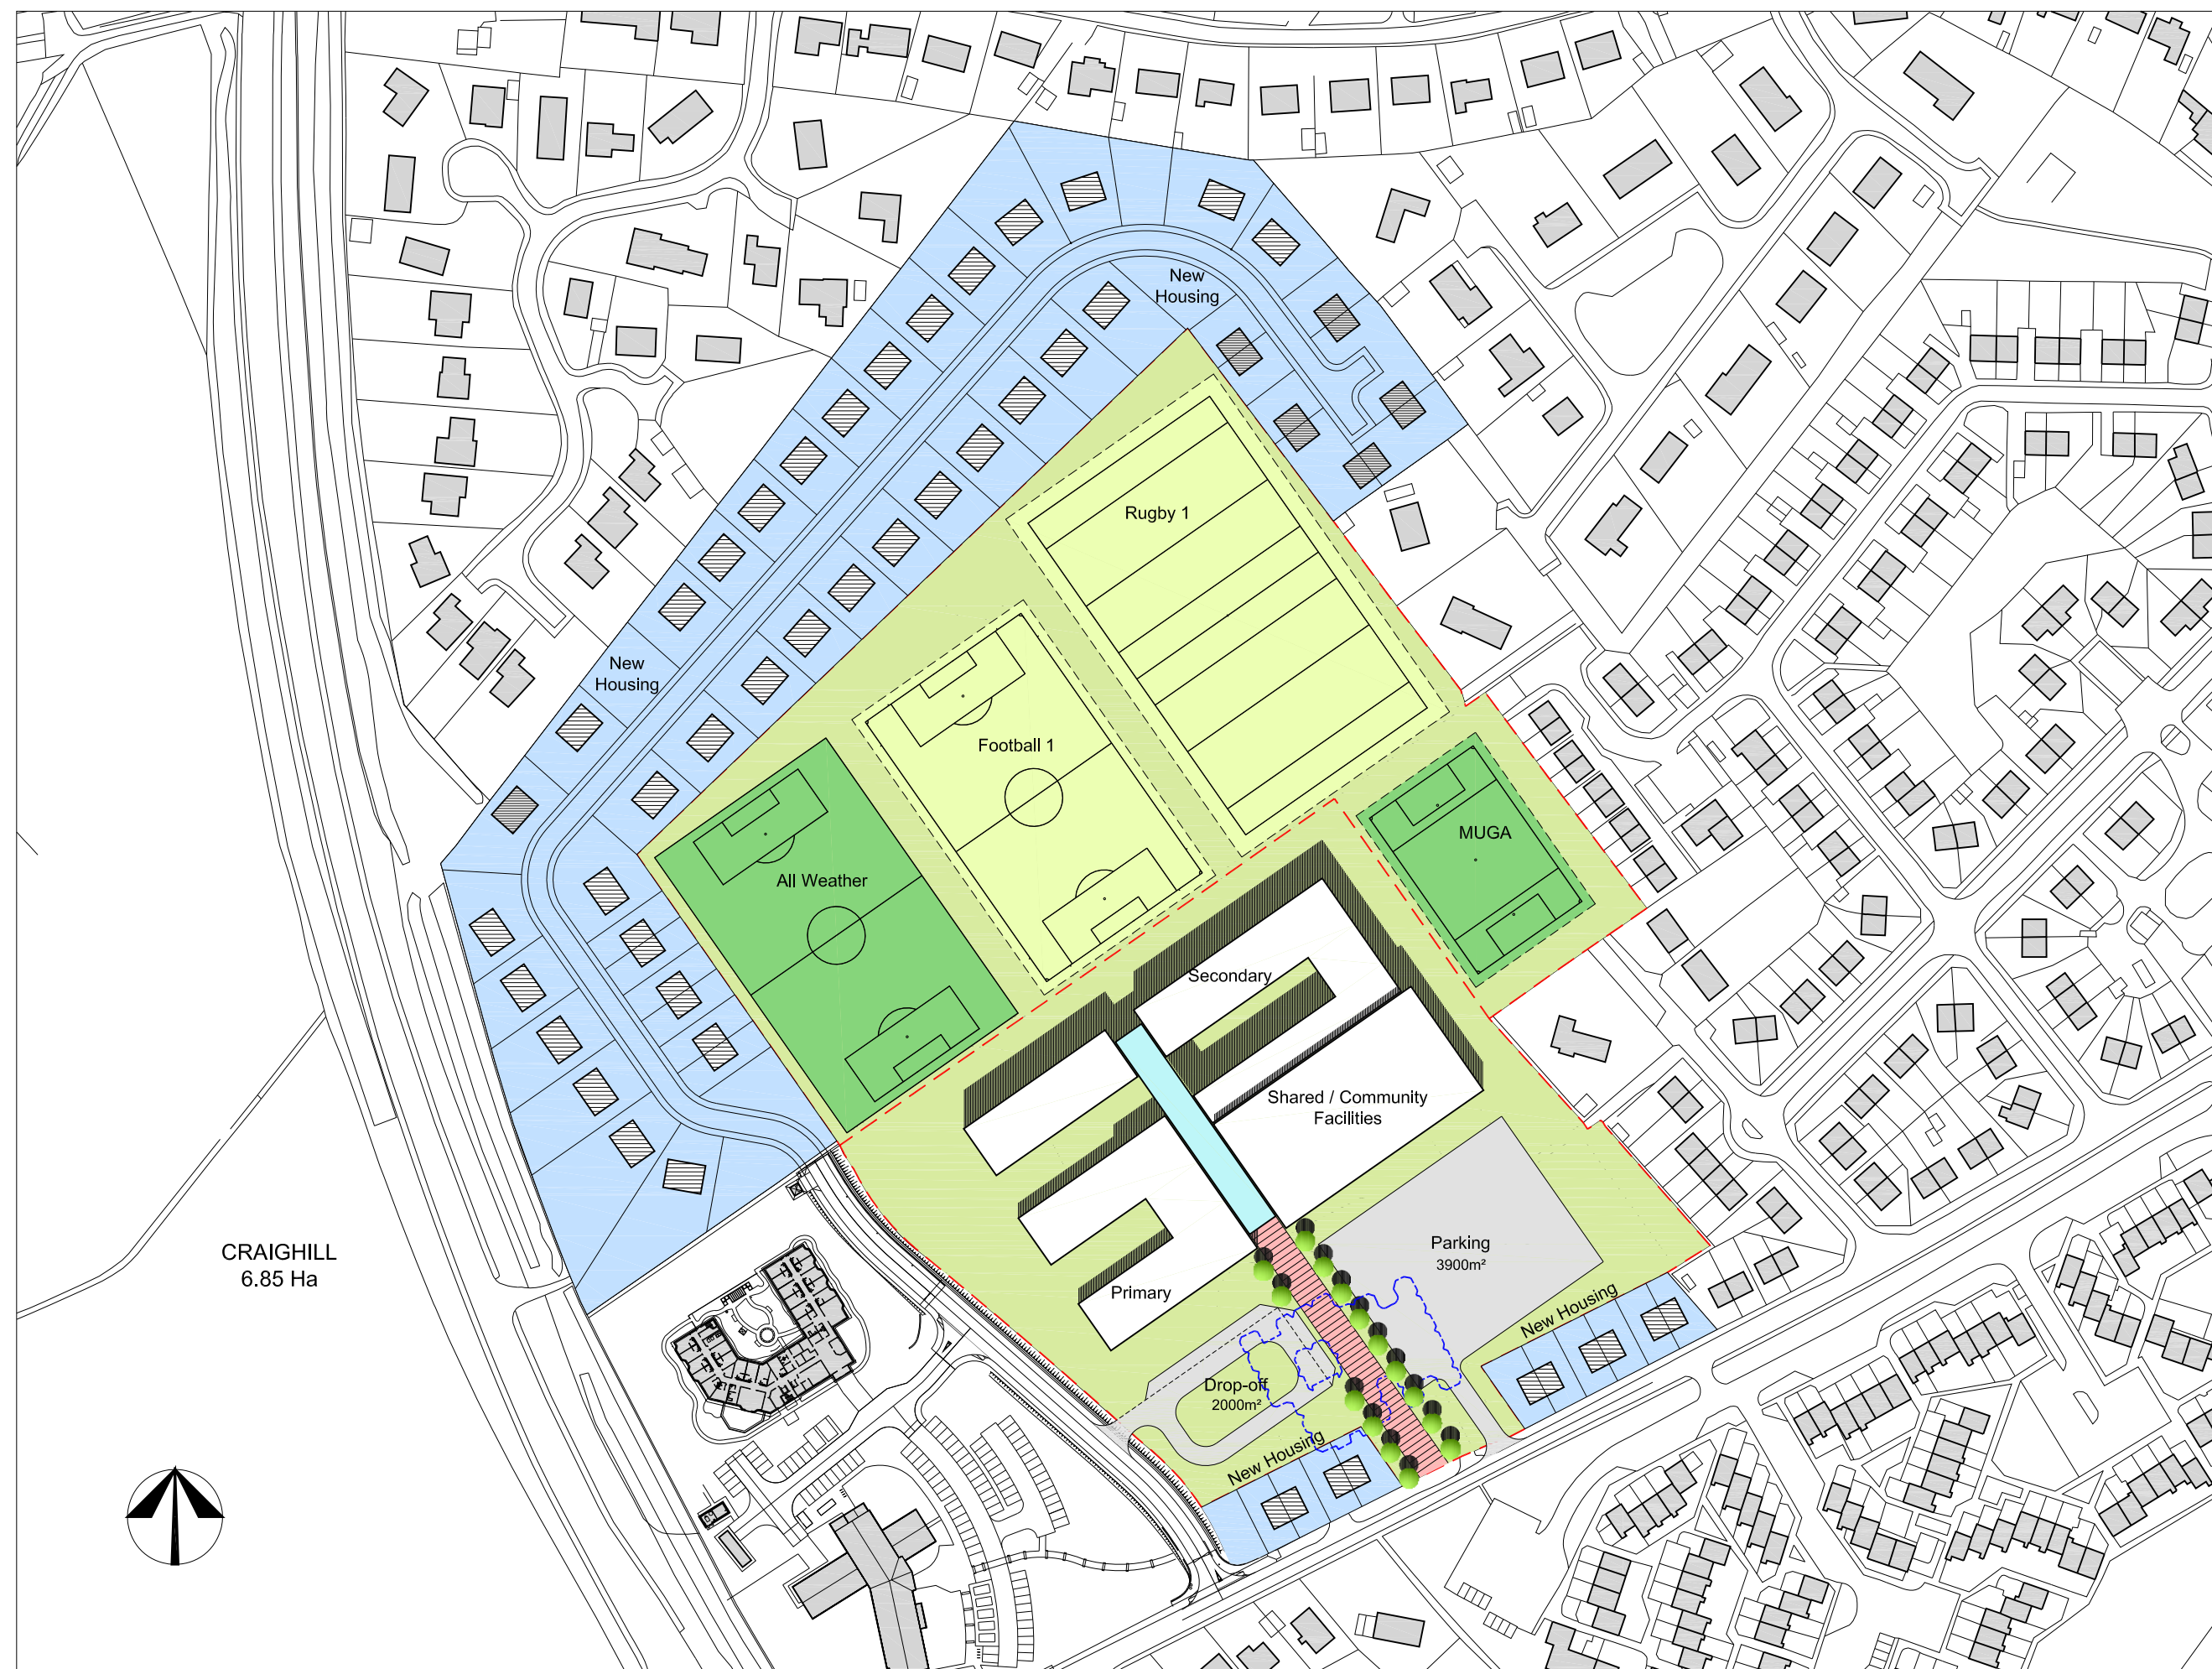 New
Housing
Rugby 1
New
Housing
Football 1
MUGA
All Weather
Secondary
Shared / Community
Facilities
CRAIGHILL
6.85 Ha
Parking
3900m²
Primary
New Housing
Drop-off
2000m²
New Housing